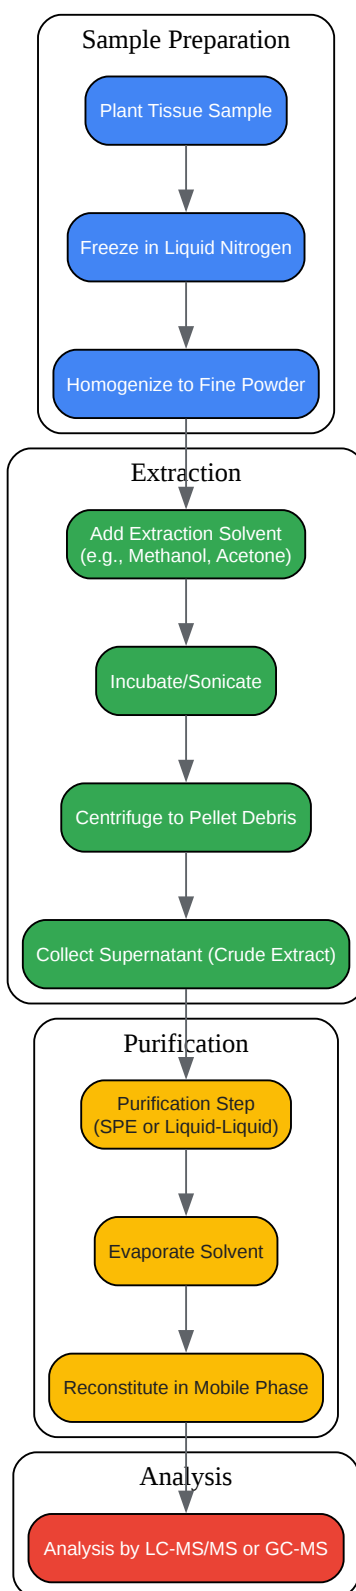 Sample Preparation
Plant Tissue Sample
Freeze in Liquid Nitrogen
Homogenize to Fine Powder
Extraction
Add Extraction Solvent
(e.g., Methanol, Acetone)
Incubate/Sonicate
Centrifuge to Pellet Debris
Collect Supernatant (Crude Extract)
Purification
Purification Step
(SPE or Liquid-Liquid)
Evaporate Solvent
Reconstitute in Mobile Phase
Analysis
Analysis by LC-MS/MS or GC-MS